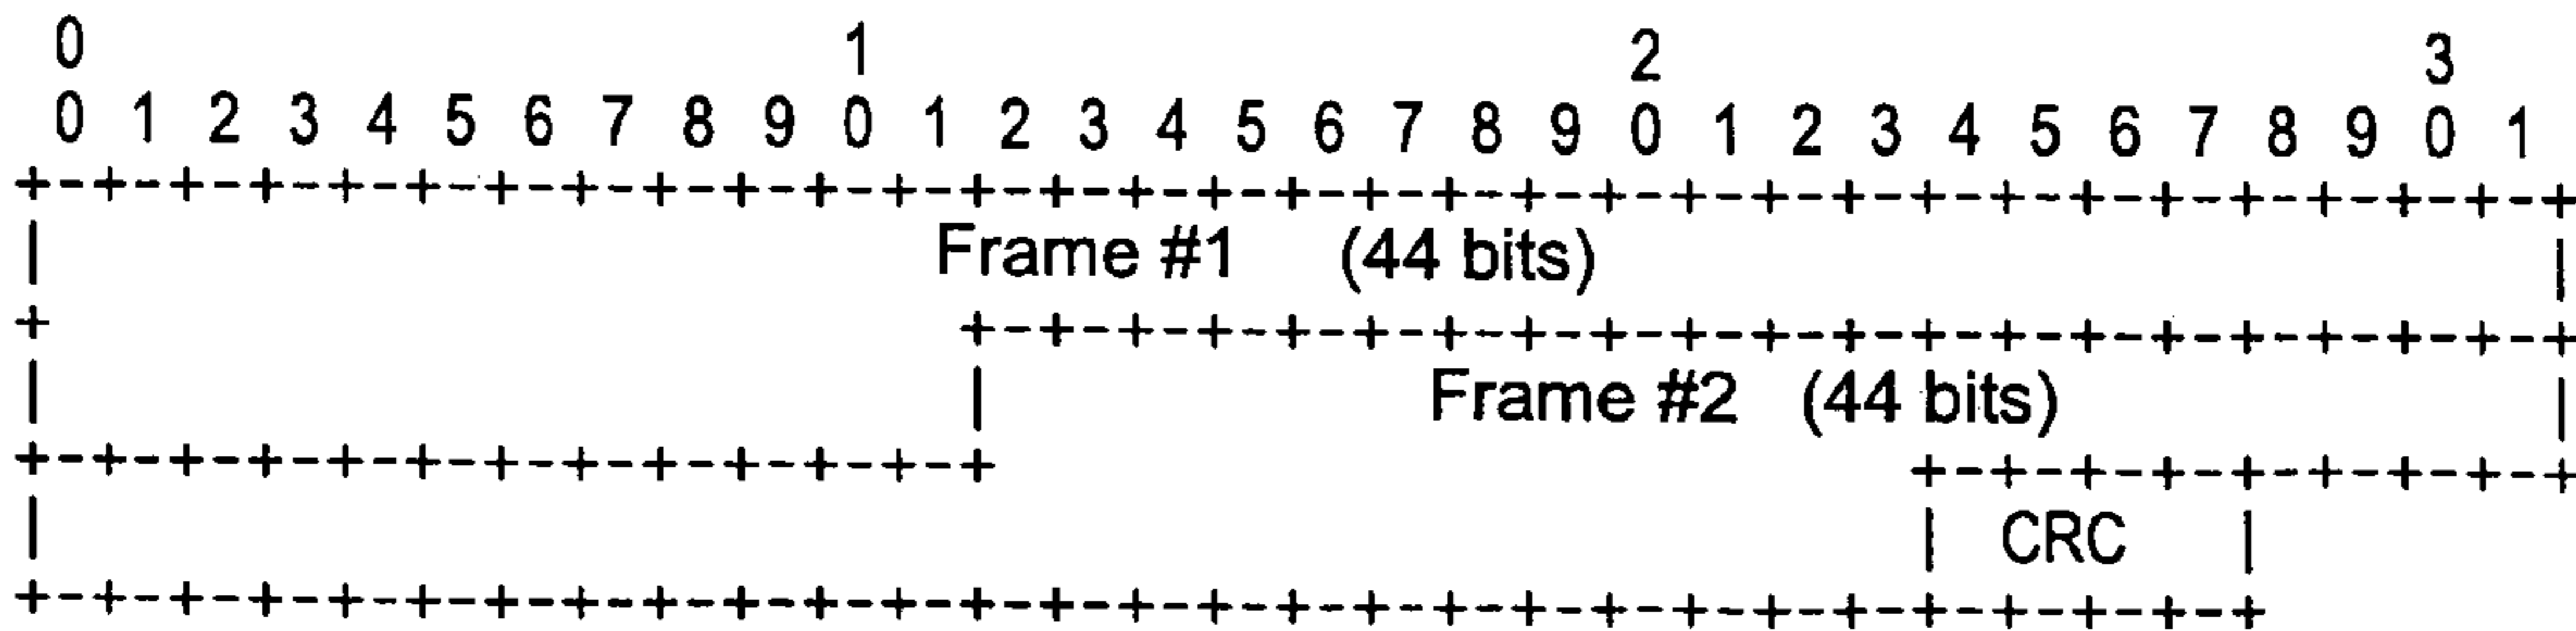 0 1 2 3
0 1 2 3 4 5 6 7 8 9 0 1 2 3 4 5 6 7 8 9 0 1 2 3 4 5 6 7 8 9 0 1
+-+-+-+-+-+-+-+-+-+-+-+-+-+-+-+-+-+-+-+-+-+-+-+-+-+-+-+-+-+-+-+-+
| Frame #1 (44 bits) |
+ +-+-+-+-+-+-+-+-+-+-+-+-+-+-+-+-+-+-+-+-+
| | Frame #2 (44 bits) |
+-+-+-+-+-+-+-+-+-+-+-+-+ +-+-+-+-+-+-+-+-+
| | CRC |
+-+-+-+-+-+-+-+-+-+-+-+-+-+-+-+-+-+-+-+-+-+-+-+-+-+-+-+-+